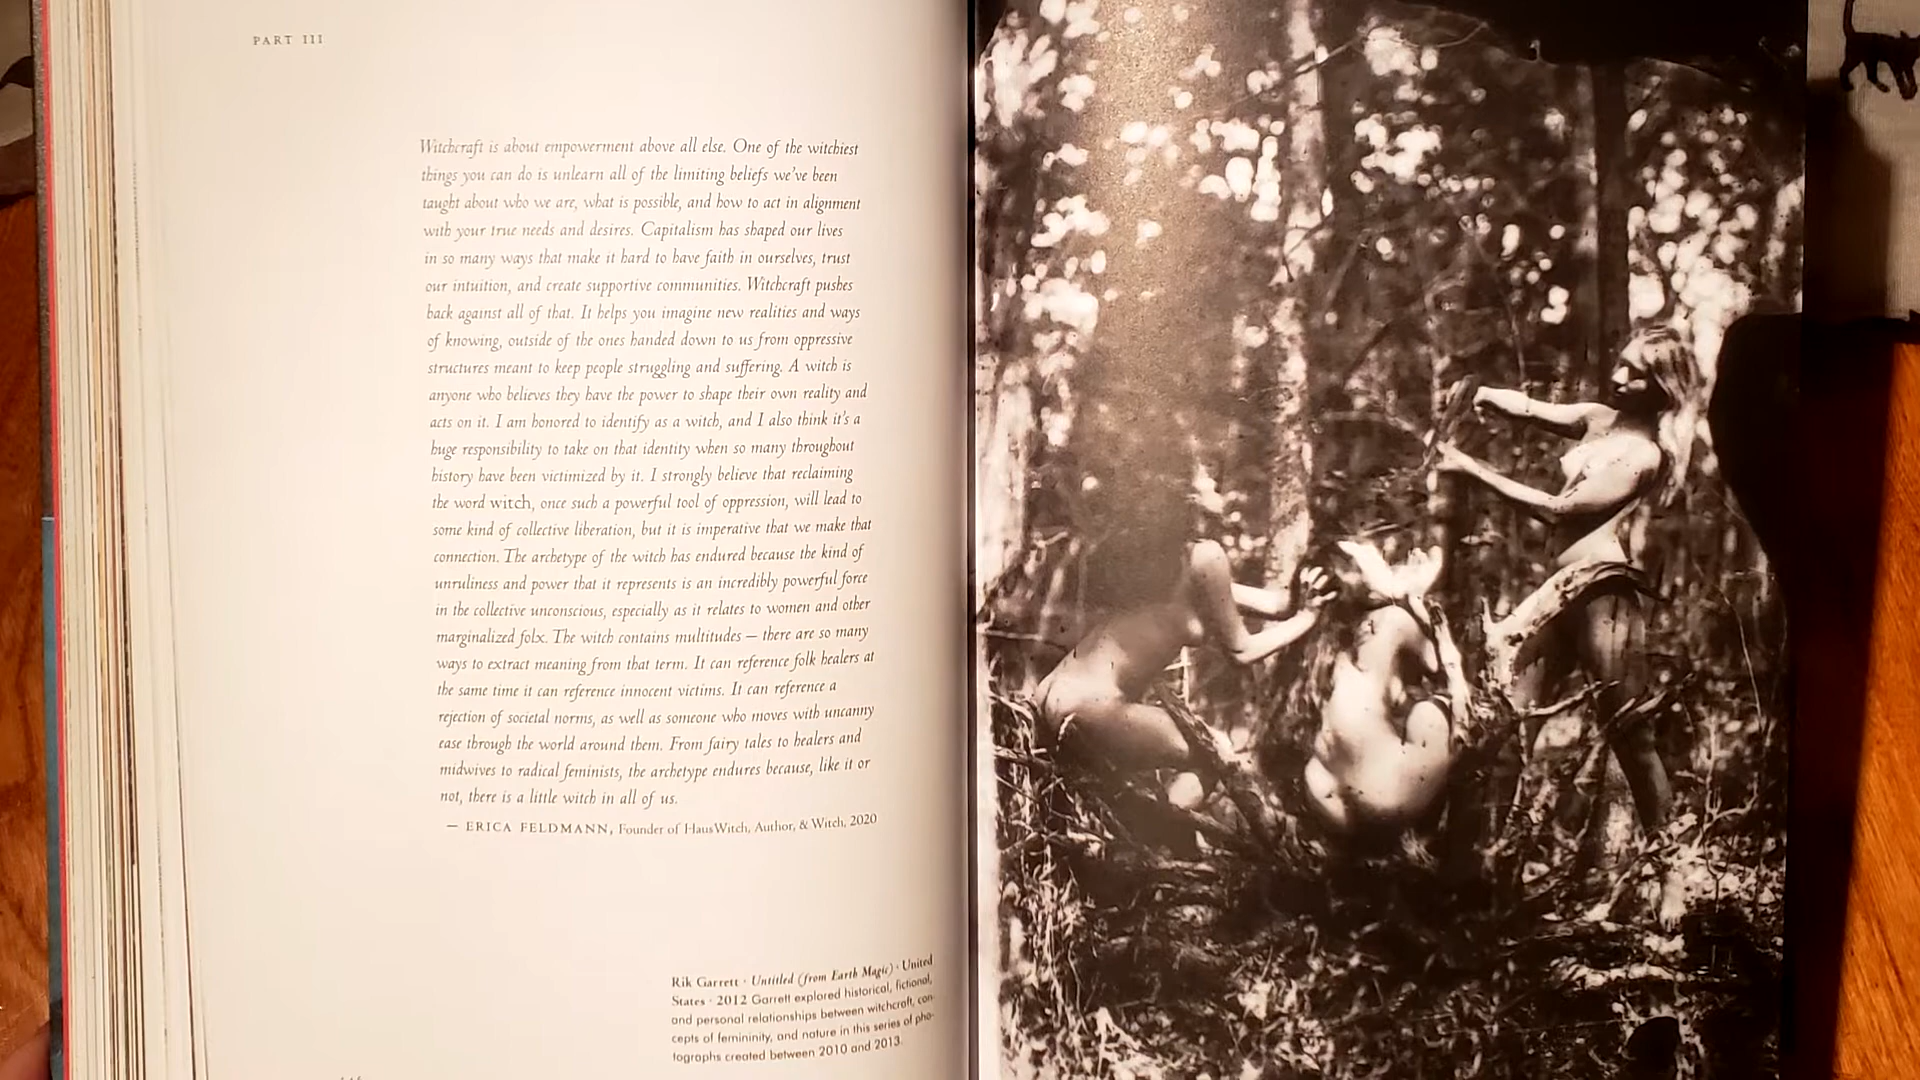 PART III
Witchcraft is about empowerment above all else. One of the witchiest
things you can do is unlearn all of the limiting beliefs we've been
taught about who we are, what is possible, and how to act in alignment
with your true needs and desires. Capitalism has shaped our lives
in so many ways that make it hard to have faith in ourselves, trust
our intuition, and create supportive communities. Witchcraft pushes
back against all of that. It helps you imagine new realities and ways
of knowing, outside of the ones handed down to us from oppressive
structures meant to keep people struggling and suffering. A witch is
anyone who believes they have the power to shape their own reality and
acts on it. I am honored to identify as a witch, and I also think it's a
huge responsibility to take on that identity when so many throughout
history have been victimized by it. I strongly believe that reclaiming
the word witch, once such a powerful tool of oppression, will lead to
some kind of collective liberation, but it is imperative that we make that
connection. The archetype of the witch has endured because the kind of
unruliness and power that it represents is an incredibly powerful force
in the collective unconscious, especially as it relates to women and other
marginalized folx. The witch contains multitudes — there are so many
ways to extract meaning from that term. It can reference folk healers at
the same time it can reference innocent victims. It can reference a
rejection of societal norms, as well as someone who moves with uncanny
ease through the world around them. From fairy tales to healers and
midwives to radical feminists, the archetype endures because, like it or
not, there is a little witch in all of us.
— ERICA FELDMANN, Founder of HausWitch, Author, & Witch, 2020
Rik Garrett · Untitled (from Earth Magic) · United
States · 2012 Garrett explored historical, fictional,
and personal relationships between witchcraft, con-
cepts of femininity, and nature in this series of pho-
tographs created between 2010 and 2013.